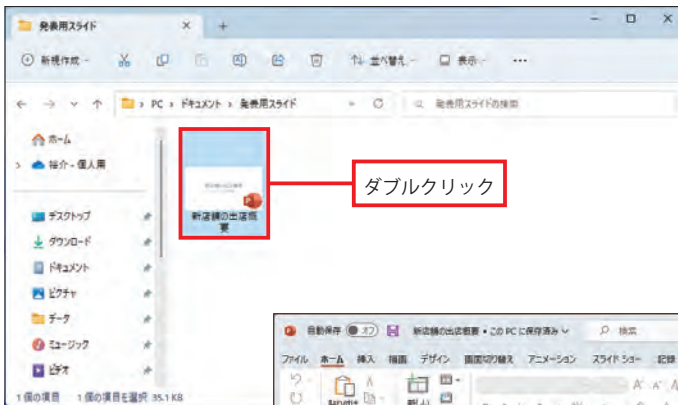 発表用スライド
新規作成
並べ替え
表示
PC › ドキュメント › 発表用スライド
発表用スライドの検索
ホーム
裕介 - 個人用
デスクトップ
ダウンロード
ドキュメント
ピクチャ
データ
ミュージック
ビデオ
新店舗の出店概
要
ダブルクリック
1 個の項目 1 個の項目を選択 35.1 KB
自動保存 オフ 新店舗の出店概要 • この PC に保存済み 検索
ファイル ホーム 挿入 描画 デザイン 画面切り替え アニメーション スライド ショー 記録